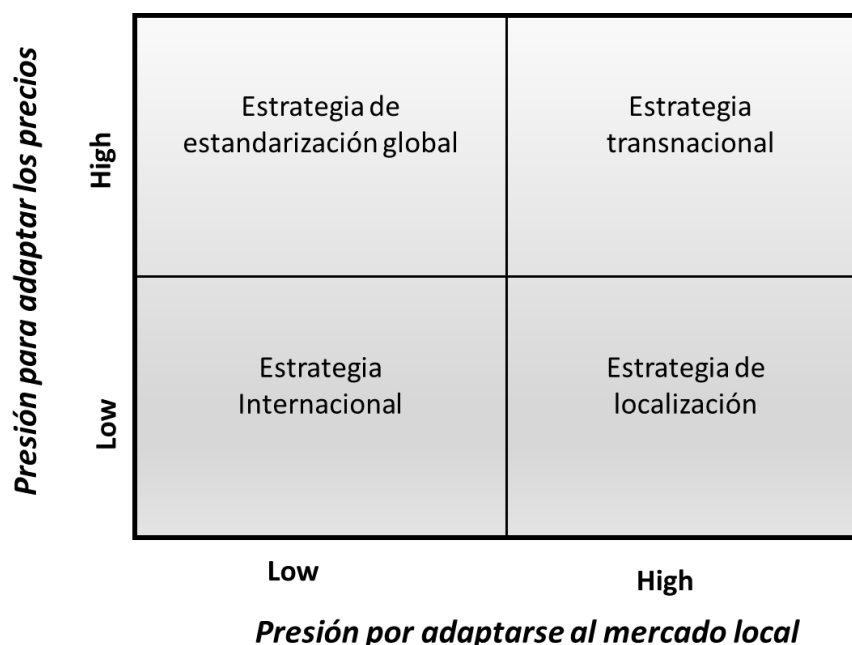 Presión para adaptar los precios
High
Low
Estrategia de
estandarización global
Estrategia
transnacional
Estrategia
Internacional
Estrategia de
localización
Low
High
Presión por adaptarse al mercado local